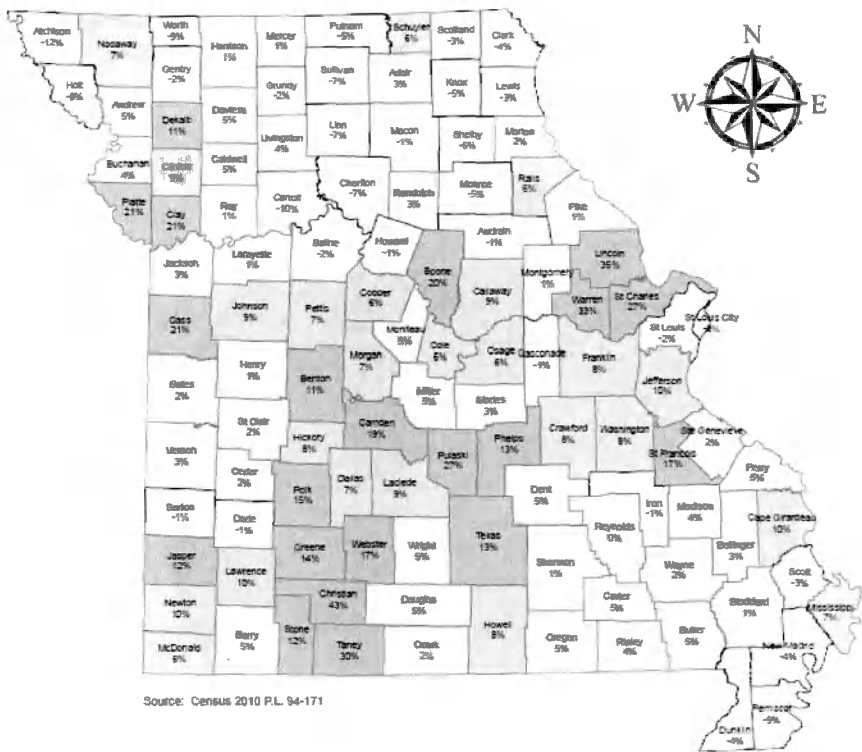 N
W E
S
Atchison
-12%
Nodaway
7%
Worth
-9%
Harrison
1%
Mercer
1%
Putnam
-5%
Schuyler
6%
Scotland
-3%
Clark
-4%
Holt
Gentry
-2%
Grundy
-2%
Sullivan
-7%
Adair
3%
Knox
-5%
Lewis
-3%
Andrew
5%
Dekalb
11%
Daviess
5%
Livingston
4%
Linn
-7%
Macon
-1%
Shelby
Marion
2%
Buchanan
4%
Clinton
Caldwell
5%
Chariton
-7%
Randolph
3%
Monroe
-5%
Ralls
6%
Platte
21%
Clay
21%
Ray
1%
Carroll
-10%
Pike
1%
Jackson
3%
Lafayette
1%
Saline
-2%
Howard
-1%
Boone
20%
Audrain
-1%
Callaway
9%
Montgomery
1%
Lincoln
35%
Warren
33%
St Charles
27%
St Louis
-2%
St Louis City
Cass
21%
Johnson
9%
Pettis
7%
Cooper
6%
Moniteau
Cole
6%
Osage
6%
Gasconade
-1%
Franklin
8%
Jefferson
10%
Bates
2%
Henry
1%
Benton
11%
Morgan
7%
Miller
5%
Maries
3%
St Clair
2%
Hickory
8%
Camden
19%
Pulaski
27%
Phelps
13%
Crawford
8%
Washington
8%
St Francois
17%
Ste Genevieve
2%
Perry
5%
Vernon
3%
Cedar
2%
Polk
15%
Dallas
7%
Laclede
9%
Dent
5%
Iron
-1%
Madison
4%
Cape Girardeau
10%
Barton
-1%
Dade
-1%
Greene
14%
Webster
17%
Wright
5%
Texas
13%
Reynolds
0%
Bollinger
3%
Jasper
12%
Lawrence
10%
Christian
43%
Douglas
5%
Shannon
1%
Wayne
2%
Scott
-3%
Newton
10%
Stone
12%
Howell
8%
Carter
5%
Stoddard
1%
Mississippi
7%
McDonald
6%
Barry
5%
Taney
30%
Ozark
2%
Oregon
5%
Ripley
4%
Butler
5%
New Madrid
-4%
Pemiscot
-9%
Dunkin
-4%
Source: Census 2010 P.L. 94-171